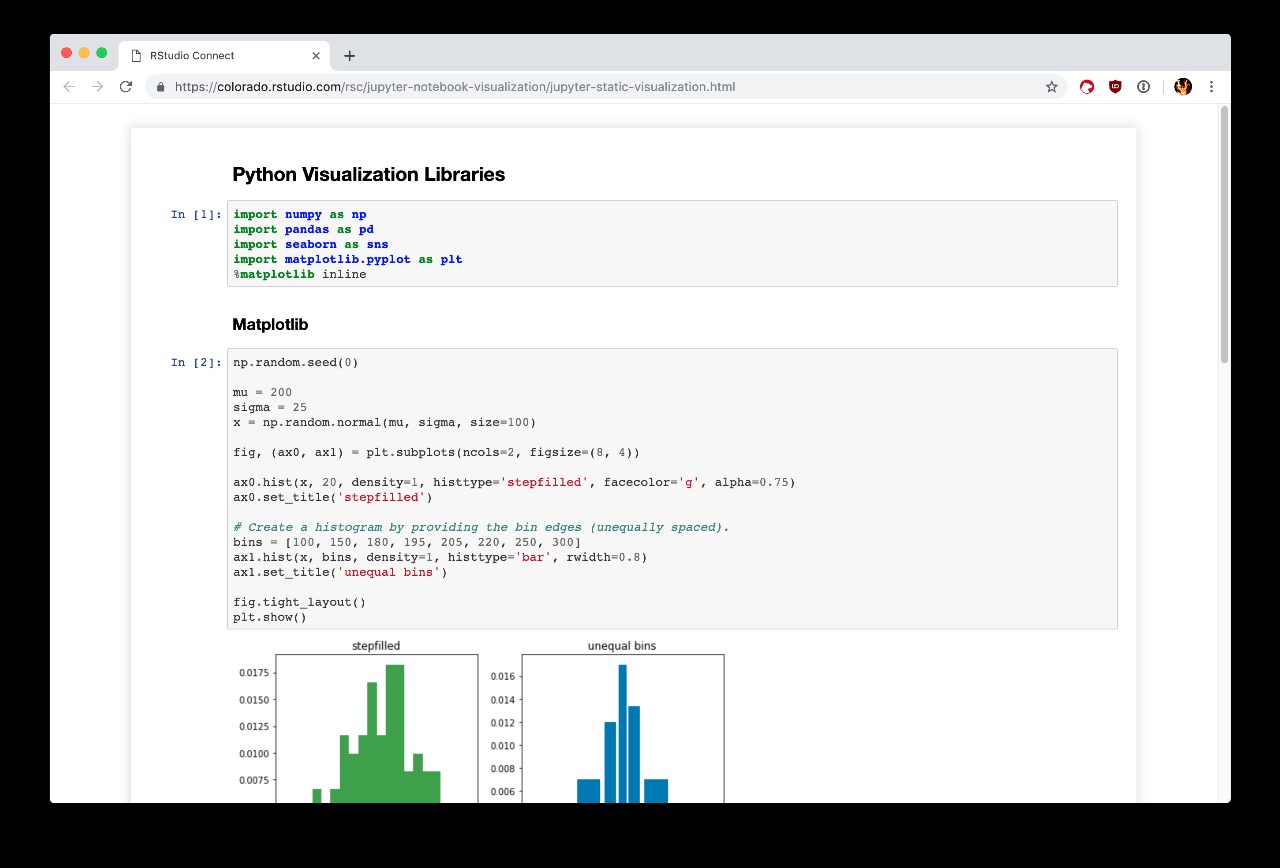 RStudio Connect
https://colorado.rstudio.com/rsc/jupyter-notebook-visualization/jupyter-static-visualization.html
Python Visualization Libraries
In [1]:
import numpy as np
import pandas as pd
import seaborn as sns
import matplotlib.pyplot as plt
%matplotlib inline
Matplotlib
In [2]:
np.random.seed(0)
mu = 200
sigma = 25
x = np.random.normal(mu, sigma, size=100)
fig, (ax0, ax1) = plt.subplots(ncols=2, figsize=(8, 4))
ax0.hist(x, 20, density=1, histtype='stepfilled', facecolor='g', alpha=0.75)
ax0.set_title('stepfilled')
# Create a histogram by providing the bin edges (unequally spaced).
bins = [100, 150, 180, 195, 205, 220, 250, 300]
ax1.hist(x, bins, density=1, histtype='bar', rwidth=0.8)
ax1.set_title('unequal bins')
fig.tight_layout()
plt.show()
stepfilled
0.0175
0.0150
0.0125
0.0100
0.0075
unequal bins
0.016
0.014
0.012
0.010
0.008
0.006